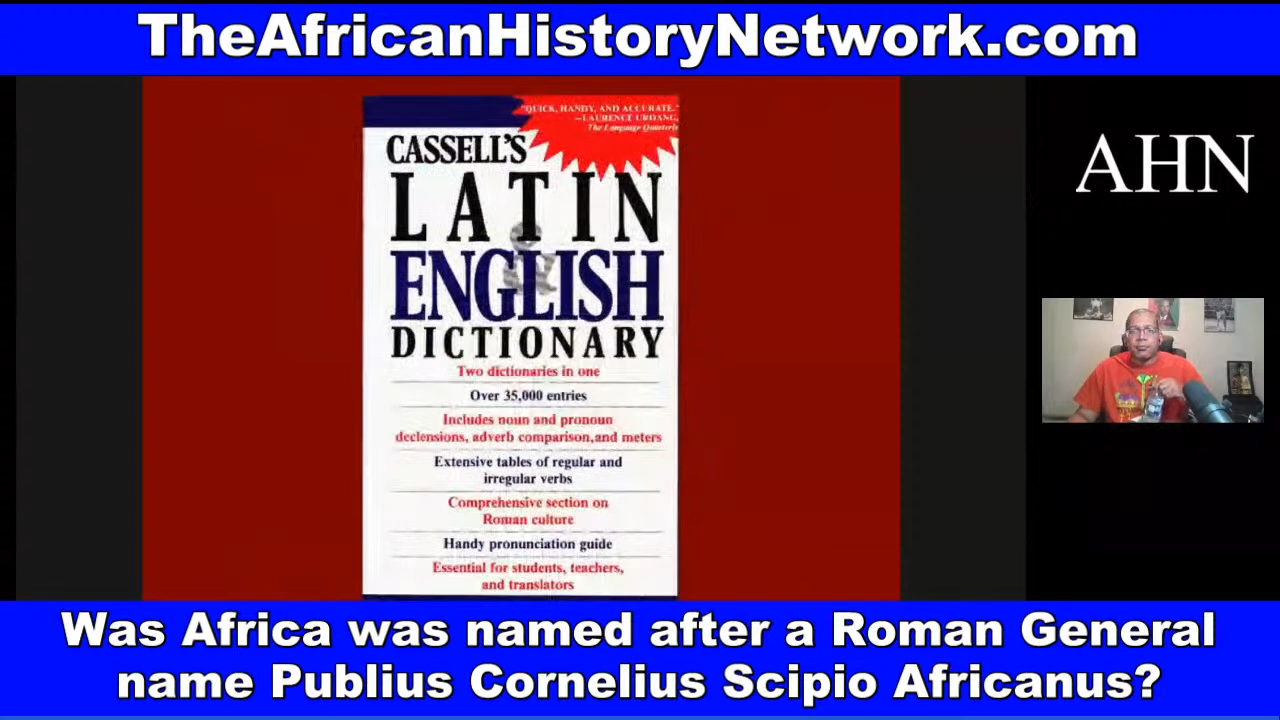 TheAfricanHistoryNetwork.com
"QUICK, HANDY, AND ACCURATE."
—LAURENCE URDANG,
The Language Quarterly
CASSELL'S
LATIN
&
ENGLISH
DICTIONARY
Two dictionaries in one
Over 35,000 entries
Includes noun and pronoun
declensions, adverb comparison, and meters
Extensive tables of regular and
irregular verbs
Comprehensive section on
Roman culture
Handy pronunciation guide
Essential for students, teachers,
and translators
AHN
Was Africa was named after a Roman General
name Publius Cornelius Scipio Africanus?